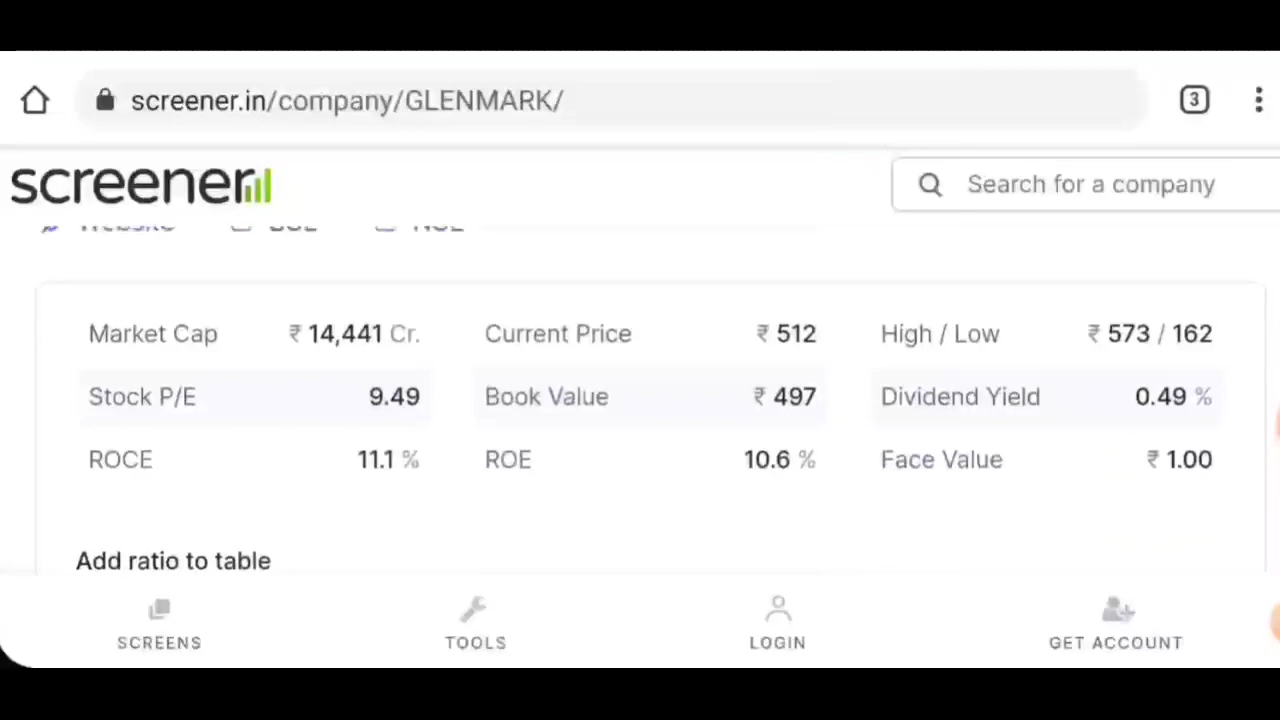 screener.in/company/GLENMARK/
3
screener
Search for a company
Market Cap ₹ 14,441 Cr. Current Price ₹ 512 High / Low ₹ 573 / 162
Stock P/E 9.49 Book Value ₹ 497 Dividend Yield 0.49 %
ROCE 11.1 % ROE 10.6 % Face Value ₹ 1.00
Add ratio to table
SCREENS TOOLS LOGIN GET ACCOUNT